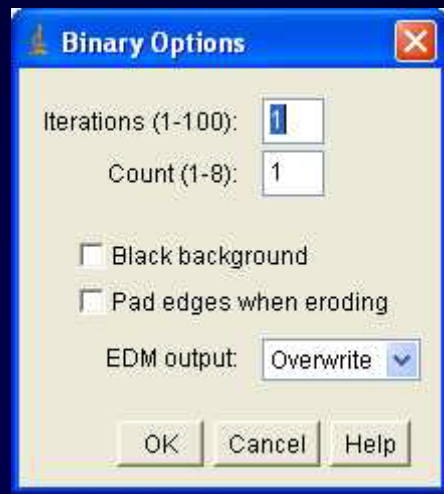 Binary Options
Iterations (1-100): 1
Count (1-8): 1
Black background
Pad edges when eroding
EDM output: Overwrite
OK Cancel Help